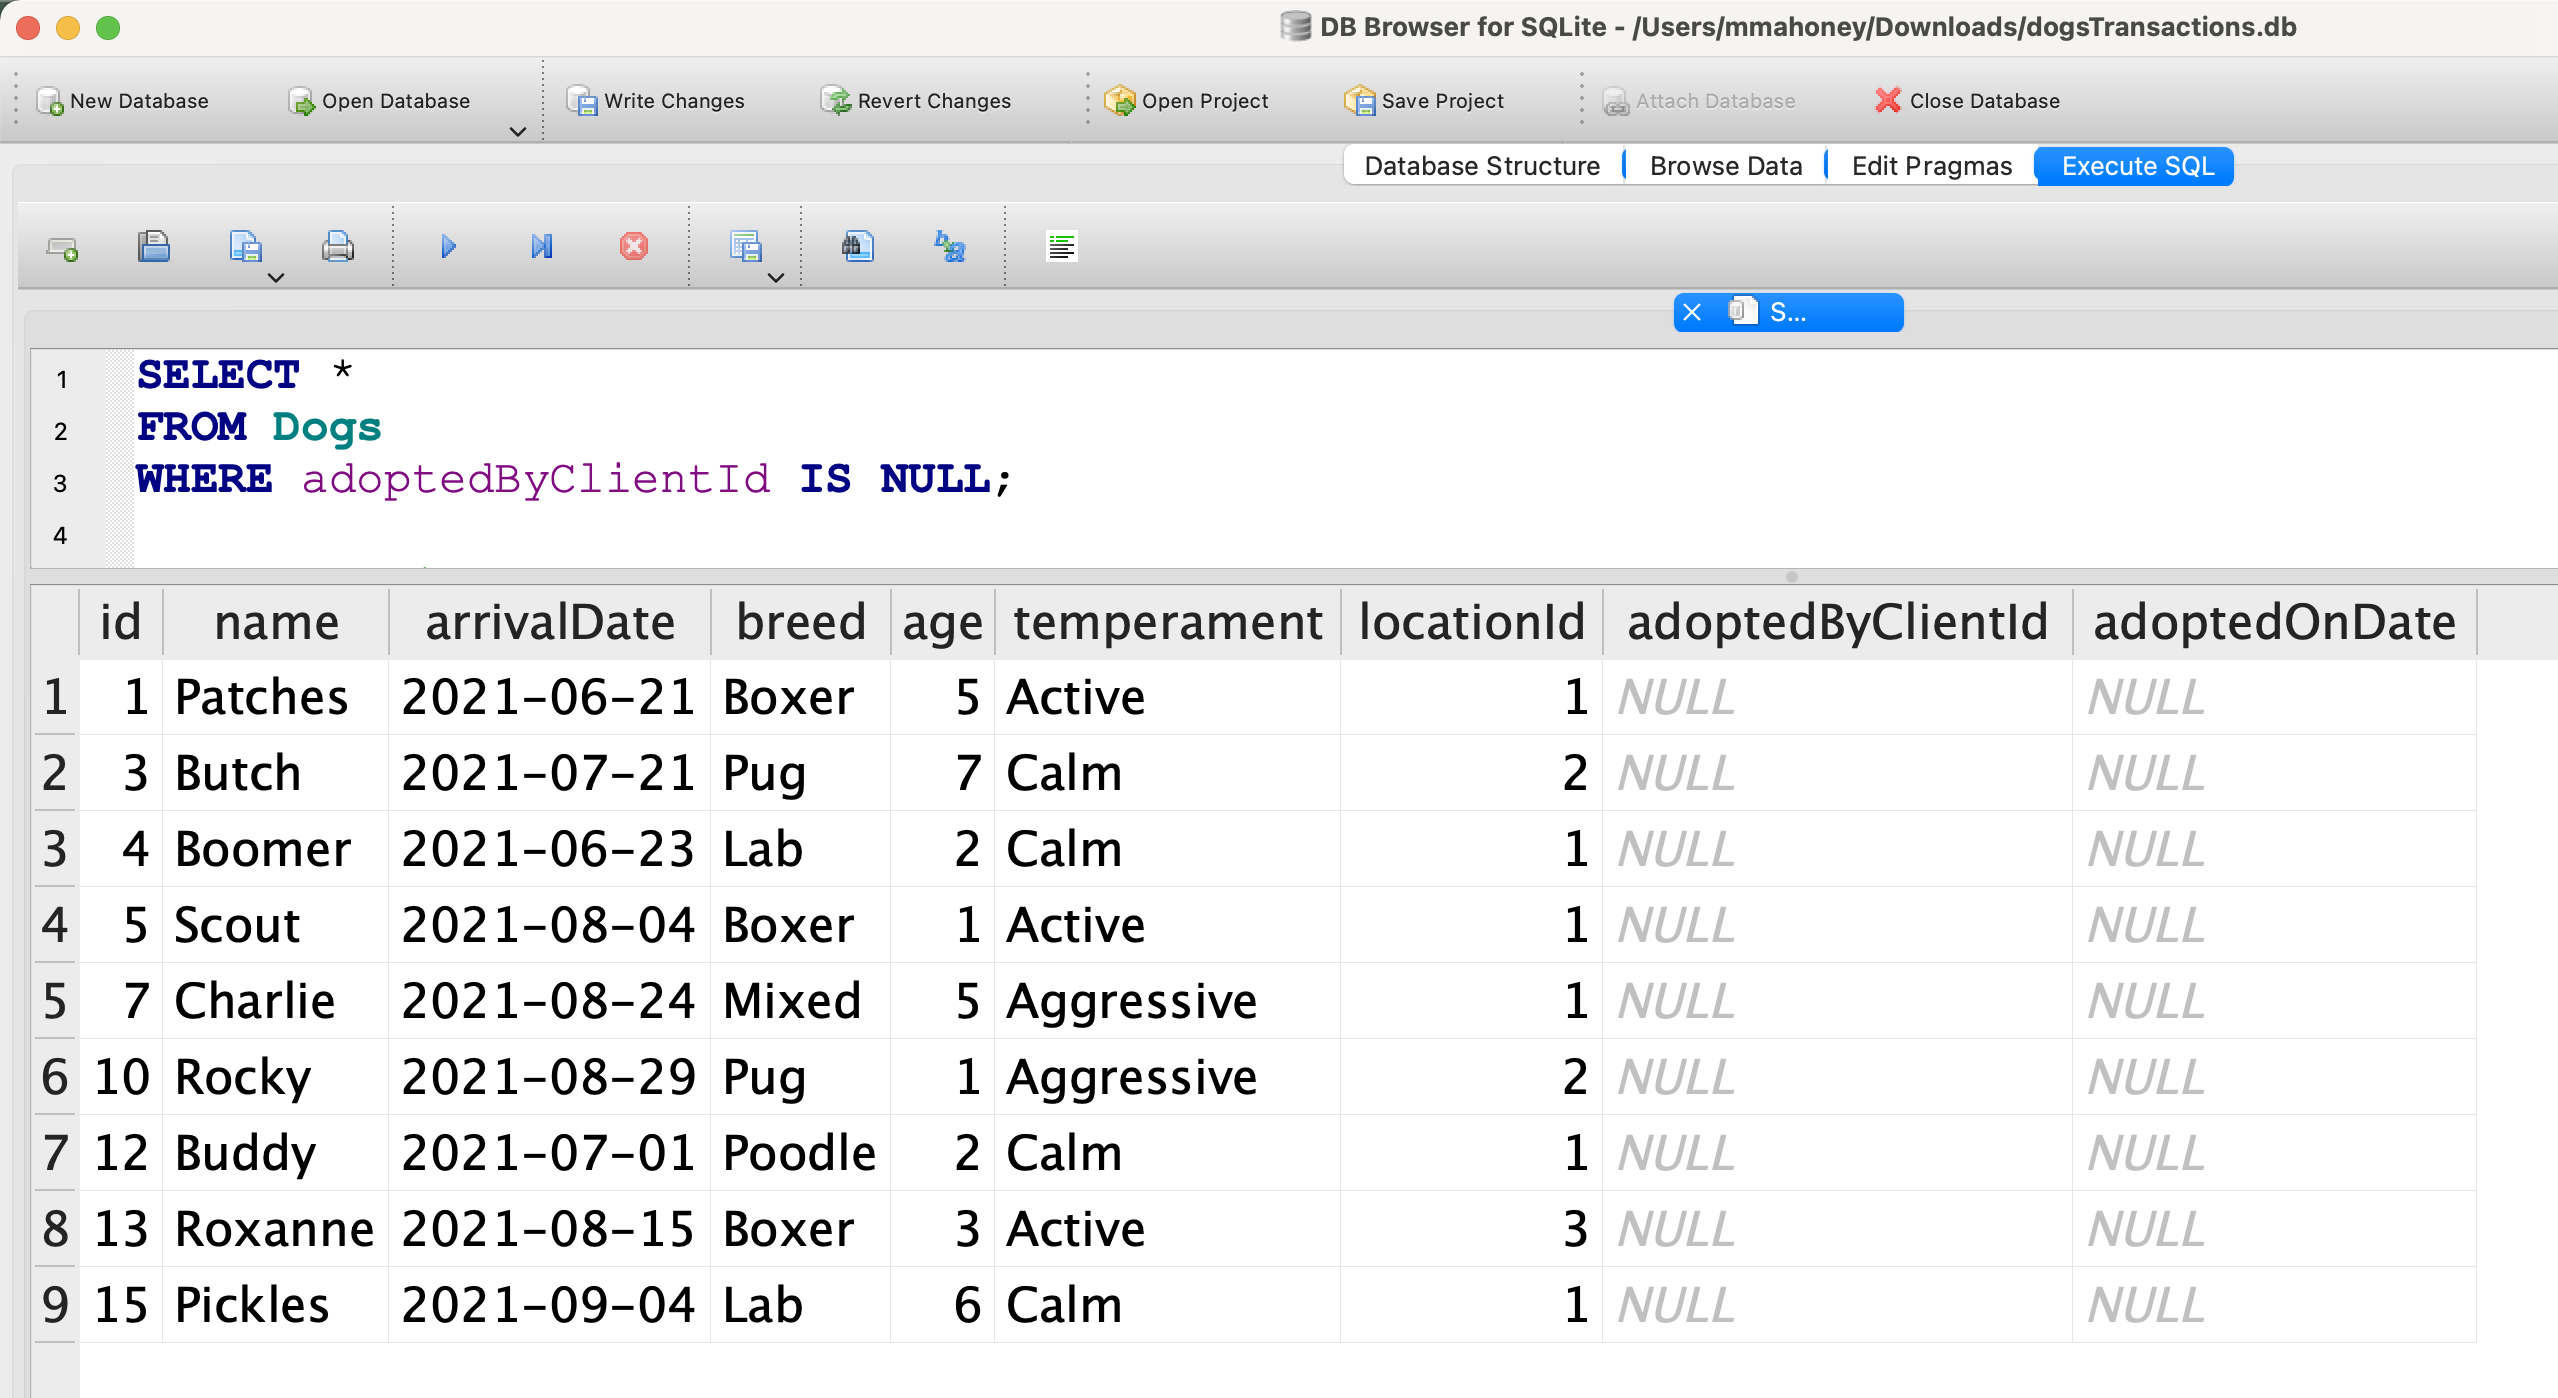 DB Browser for SQLite - /Users/mmahoney/Downloads/dogsTransactions.db
New Database Open Database Write Changes Revert Changes Open Project Save Project Attach Database Close Database
Database Structure Browse Data Edit Pragmas Execute SQL
S...
1 SELECT *
2 FROM Dogs
3 WHERE adoptedByClientId IS NULL;
4
id name arrivalDate breed age temperament locationId adoptedByClientId adoptedOnDate
1 1 Patches 2021-06-21 Boxer 5 Active 1 NULL NULL
2 3 Butch 2021-07-21 Pug 7 Calm 2 NULL NULL
3 4 Boomer 2021-06-23 Lab 2 Calm 1 NULL NULL
4 5 Scout 2021-08-04 Boxer 1 Active 1 NULL NULL
5 7 Charlie 2021-08-24 Mixed 5 Aggressive 1 NULL NULL
6 10 Rocky 2021-08-29 Pug 1 Aggressive 2 NULL NULL
7 12 Buddy 2021-07-01 Poodle 2 Calm 1 NULL NULL
8 13 Roxanne 2021-08-15 Boxer 3 Active 3 NULL NULL
9 15 Pickles 2021-09-04 Lab 6 Calm 1 NULL NULL